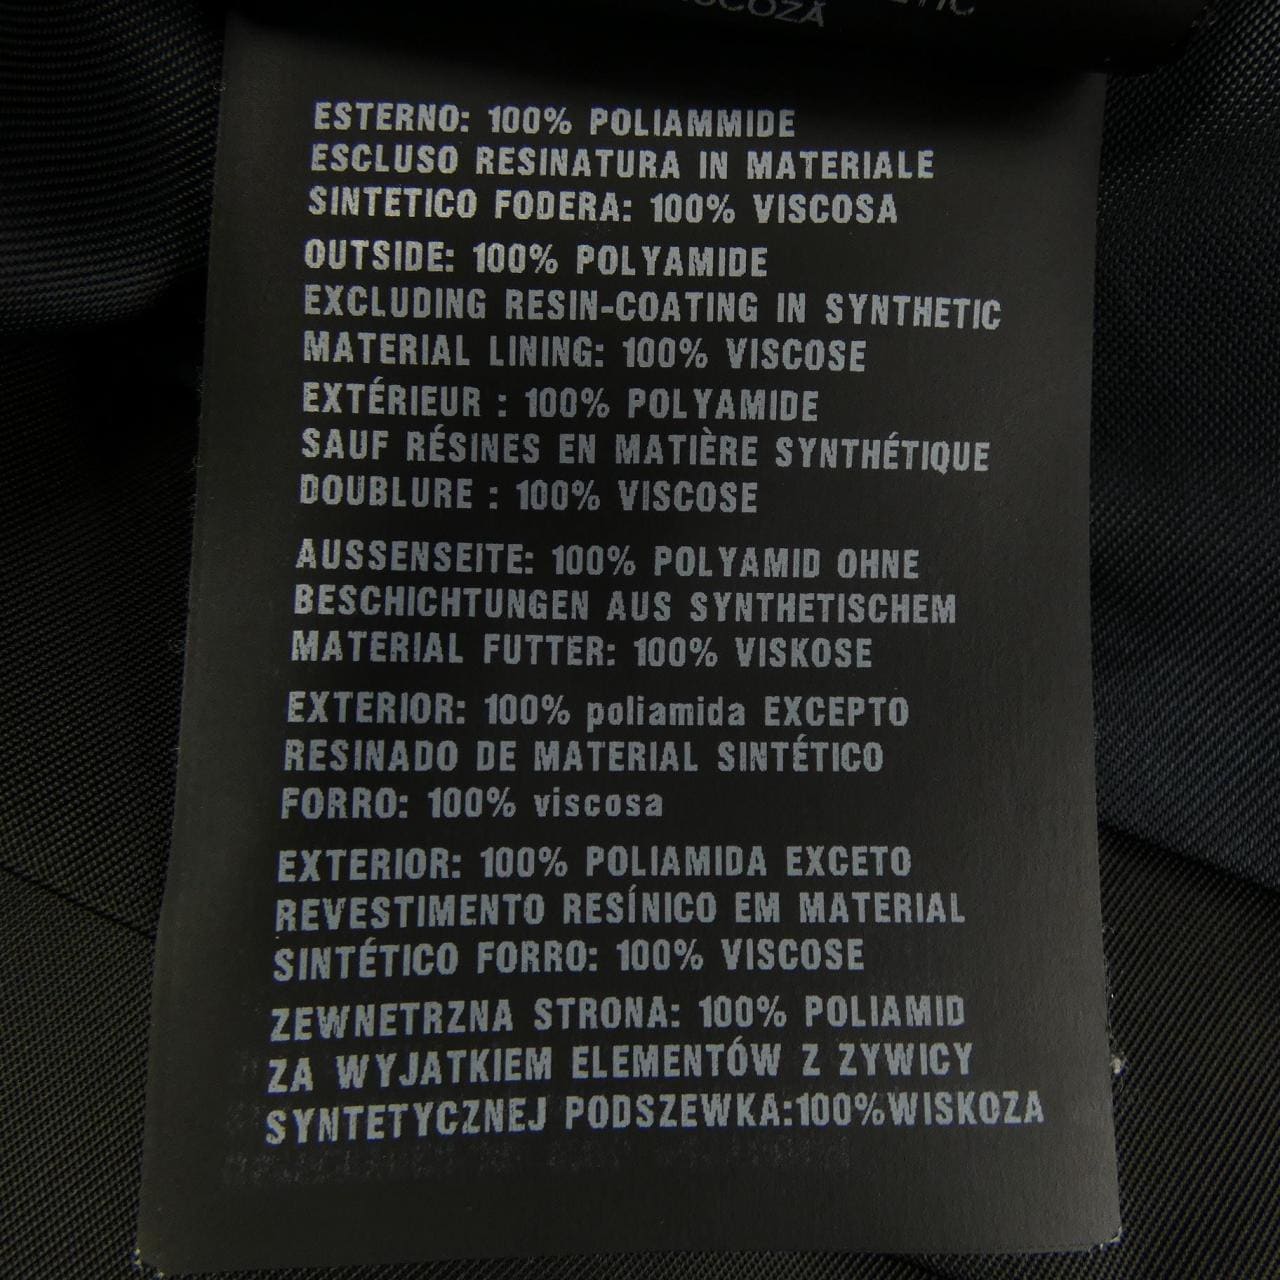 ESTERNO: 100% POLIAMMIDE
ESCLUSO RESINATURA IN MATERIALE
SINTETICO FODERA: 100% VISCOSA
OUTSIDE: 100% POLYAMIDE
EXCLUDING RESIN-COATING IN SYNTHETIC
MATERIAL LINING: 100% VISCOSE
EXTÉRIEUR : 100% POLYAMIDE
SAUF RÉSINES EN MATIÈRE SYNTHÉTIQUE
DOUBLURE : 100% VISCOSE
AUSSENSEITE: 100% POLYAMID OHNE
BESCHICHTUNGEN AUS SYNTHETISCHEM
MATERIAL FUTTER: 100% VISKOSE
EXTERIOR: 100% poliamida EXCEPTO
RESINADO DE MATERIAL SINTÉTICO
FORRO: 100% viscosa
EXTERIOR: 100% POLIAMIDA EXCETO
REVESTIMENTO RESÍNICO EM MATERIAL
SINTÉTICO FORRO: 100% VISCOSE
ZEWNETRZNA STRONA: 100% POLIAMID
ZA WYJATKIEM ELEMENTÓW Z ZYWICY
SYNTETYCZNEJ PODSZEWKA:100%WISKOZA